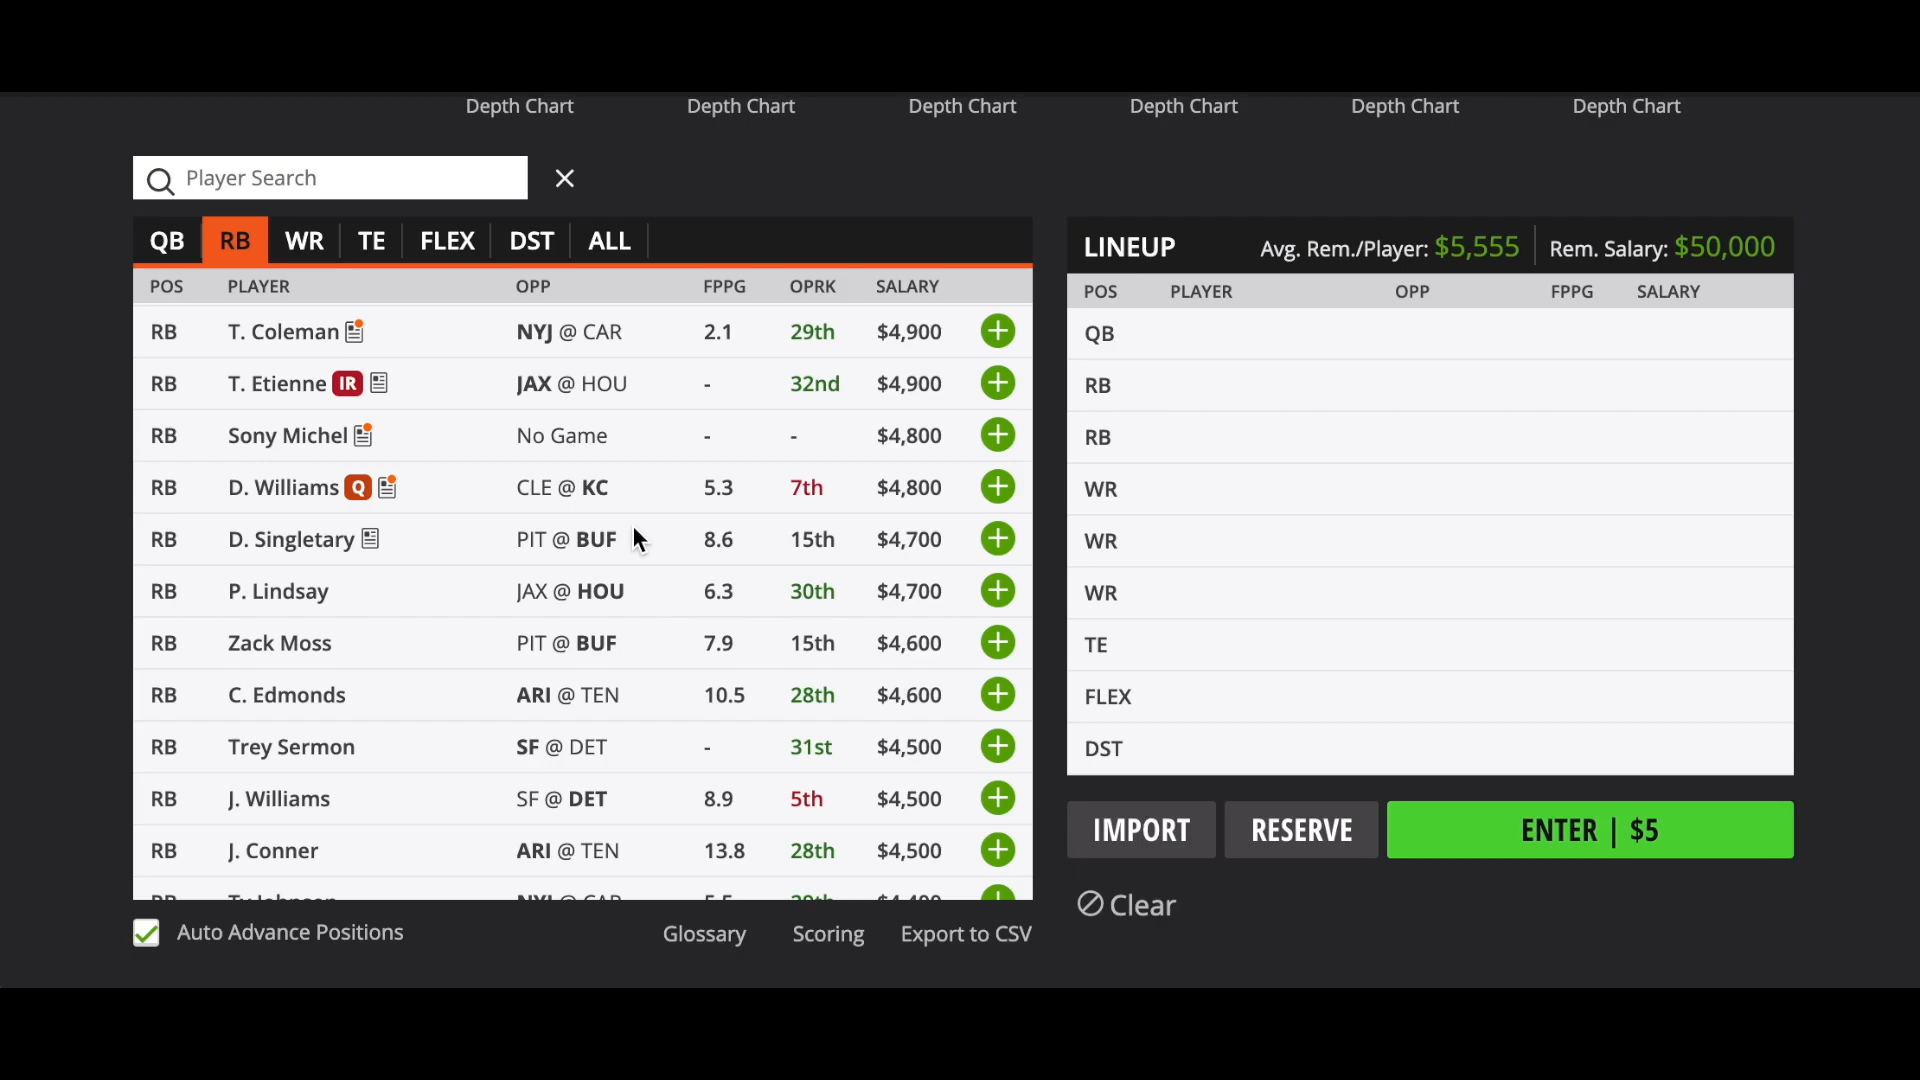 Depth Chart Depth Chart Depth Chart Depth Chart Depth Chart Depth Chart
Player Search
QB RB WR TE FLEX DST ALL
POS PLAYER OPP FPPG OPRK SALARY
RB T. Coleman NYJ @ CAR 2.1 29th $4,900
RB T. Etienne IR JAX @ HOU - 32nd $4,900
RB Sony Michel No Game - - $4,800
RB D. Williams Q CLE @ KC 5.3 7th $4,800
RB D. Singletary PIT @ BUF 8.6 15th $4,700
RB P. Lindsay JAX @ HOU 6.3 30th $4,700
RB Zack Moss PIT @ BUF 7.9 15th $4,600
RB C. Edmonds ARI @ TEN 10.5 28th $4,600
RB Trey Sermon SF @ DET - 31st $4,500
RB J. Williams SF @ DET 8.9 5th $4,500
RB J. Conner ARI @ TEN 13.8 28th $4,500
Auto Advance Positions Glossary Scoring Export to CSV
LINEUP Avg. Rem./Player: $5,555 Rem. Salary: $50,000
POS PLAYER OPP FPPG SALARY
QB
RB
RB
WR
WR
WR
TE
FLEX
DST
IMPORT RESERVE ENTER | $5
Clear